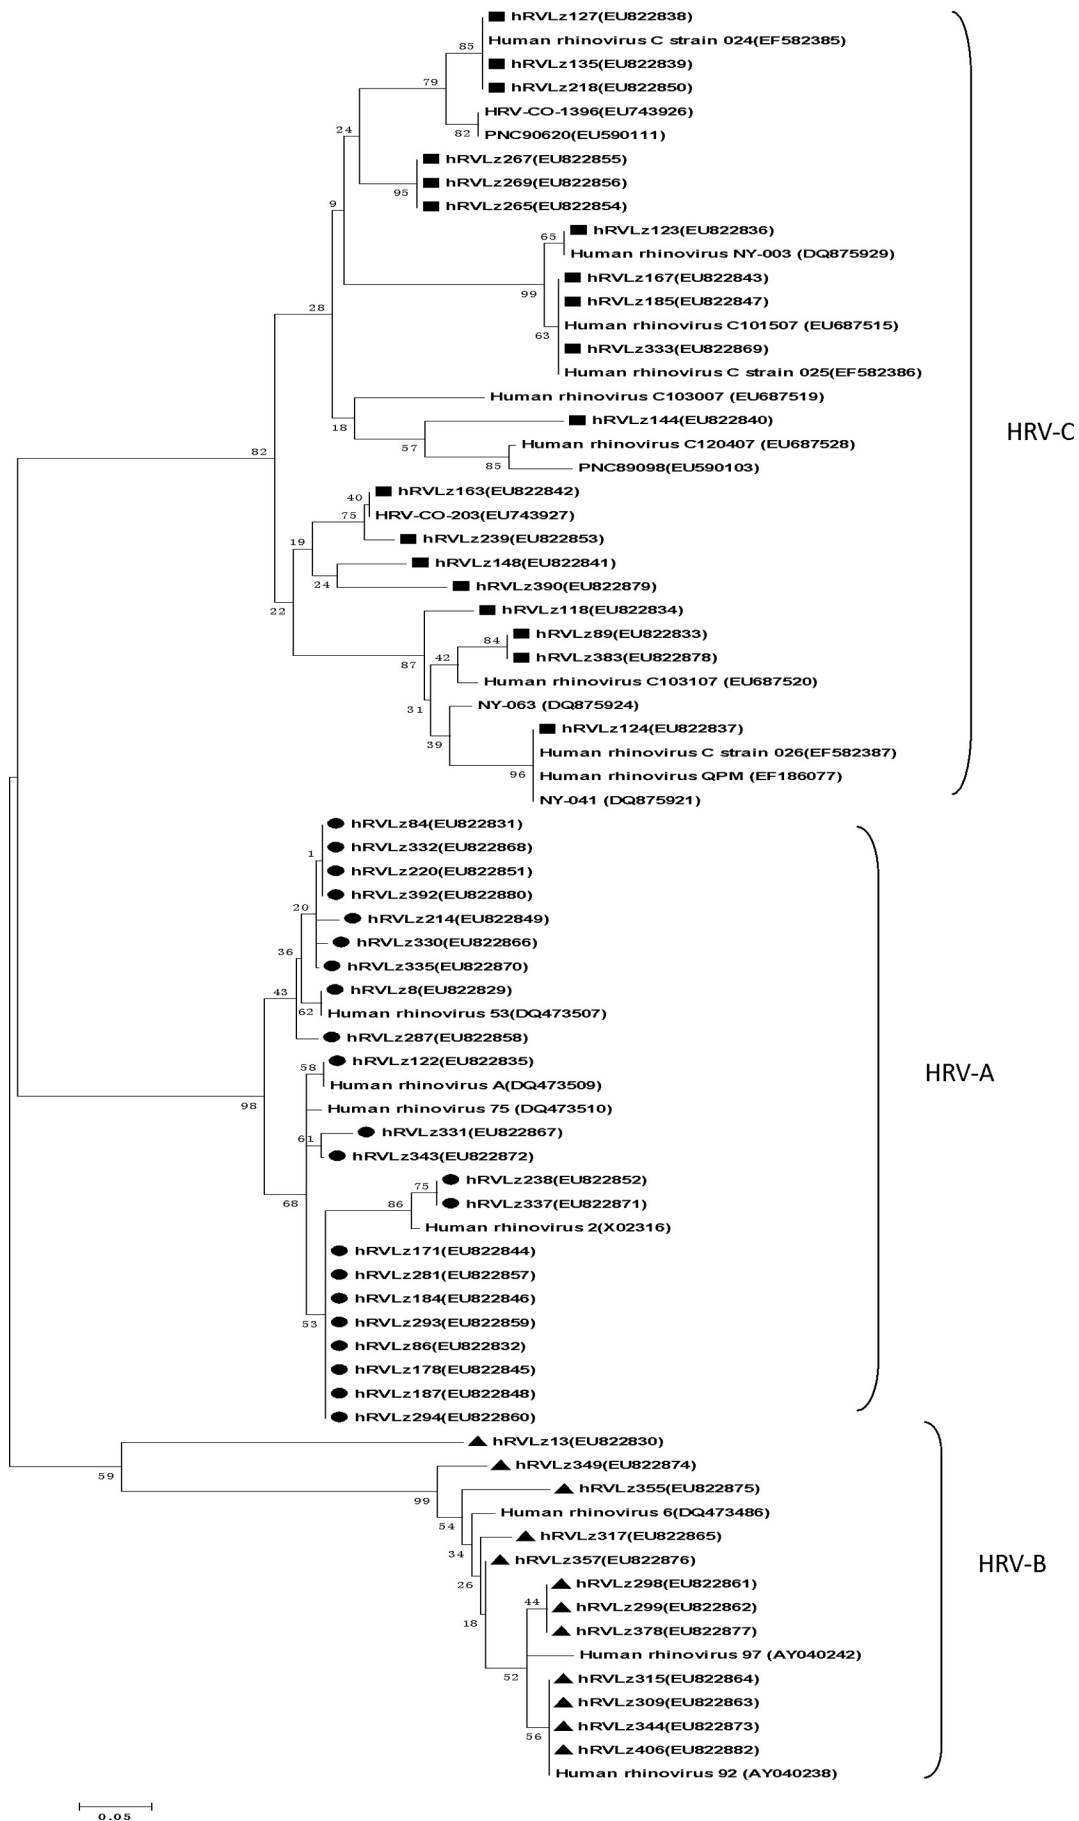 hRVLz127(EU822838)
Human rhinovirus C strain 024(EF582385)
85
hRVLz135(EU822839)
79
hRVLz218(EU822850)
HRV-CO-1396(EU743926)
24
82
PNC90620(EU590111)
hRVLz267(EU822855)
hRVLz269(EU822856)
95
hRVLz265(EU822854)
9
hRVLz123(EU822836)
65
Human rhinovirus NY-003 (DQ875929)
hRVLz167(EU822843)
99
hRVLz185(EU822847)
28
Human rhinovirus C101507 (EU687515)
63
hRVLz333(EU822869)
Human rhinovirus C strain 025(EF582386)
Human rhinovirus C103007 (EU687519)
hRVLz144(EU822840)
18
HRV-C
Human rhinovirus C120407 (EU687528)
57
82
85
PNC89098(EU590103)
hRVLz163(EU822842)
40
HRV-CO-203(EU743927)
75
hRVLz239(EU822853)
19
hRVLz148(EU822841)
24
hRVLz390(EU822879)
22
hRVLz118(EU822834)
hRVLz89(EU822833)
84
hRVLz383(EU822878)
42
87
Human rhinovirus C103107 (EU687520)
NY-063 (DQ875924)
31
hRVLz124(EU822837)
39
Human rhinovirus C strain 026(EF582387)
96
Human rhinovirus QPM (EF186077)
NY-041 (DQ875921)
hRVLz84(EU822831)
hRVLz332(EU822868)
1
hRVLz220(EU822851)
hRVLz392(EU822880)
20
hRVLz214(EU822849)
hRVLz330(EU822866)
36
hRVLz335(EU822870)
hRVLz8(EU822829)
43
62
Human rhinovirus 53(DQ473507)
hRVLz287(EU822858)
hRVLz122(EU822835)
58
HRV-A
Human rhinovirus A(DQ473509)
98
Human rhinovirus 75 (DQ473510)
hRVLz331(EU822867)
61
hRVLz343(EU822872)
hRVLz238(EU822852)
75
68
86
hRVLz337(EU822871)
Human rhinovirus 2(X02316)
hRVLz171(EU822844)
hRVLz281(EU822857)
hRVLz184(EU822846)
53
hRVLz293(EU822859)
hRVLz86(EU822832)
hRVLz178(EU822845)
hRVLz187(EU822848)
hRVLz294(EU822860)
hRVLz13(EU822830)
hRVLz349(EU822874)
59
hRVLz355(EU822875)
99
Human rhinovirus 6(DQ473486)
54
hRVLz317(EU822865)
34
hRVLz357(EU822876)
HRV-B
26
hRVLz298(EU822861)
44
hRVLz299(EU822862)
18
hRVLz378(EU822877)
Human rhinovirus 97 (AY040242)
52
hRVLz315(EU822864)
hRVLz309(EU822863)
hRVLz344(EU822873)
56
hRVLz406(EU822882)
Human rhinovirus 92 (AY040238)
0.05